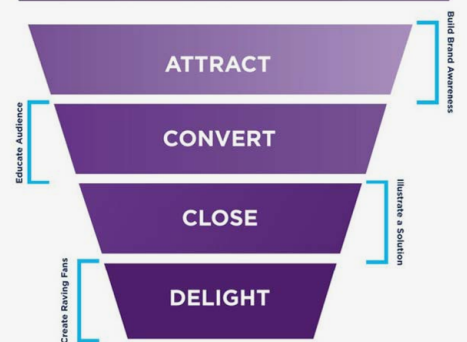 ATTRACT
Build Brand Awareness
CONVERT
Educate Audience
CLOSE
Illustrate a Solution
DELIGHT
Create Raving Fans